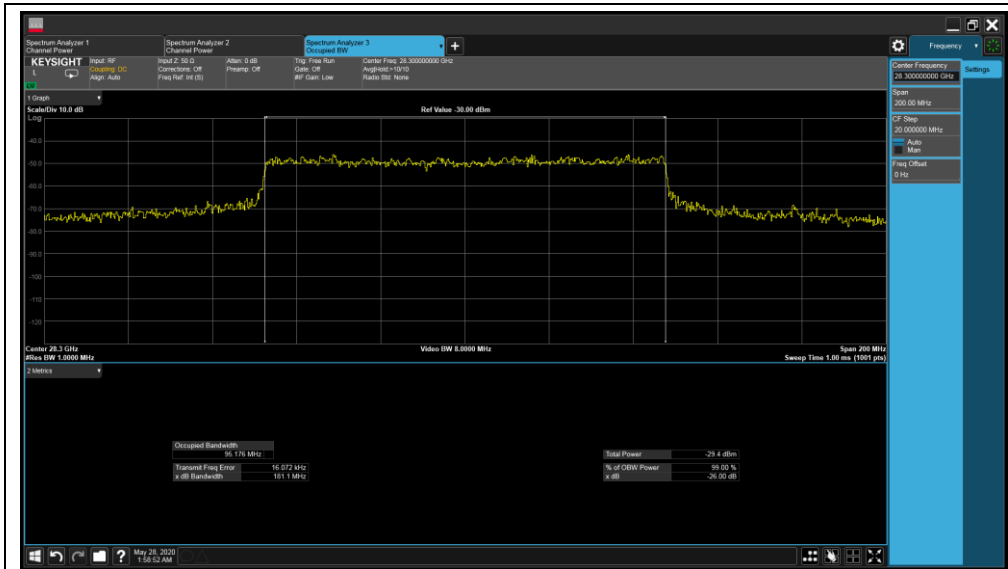 Spectrum Analyzer 1
Channel Power
Spectrum Analyzer 2
Channel Power
Spectrum Analyzer 3
Occupied BW
+
Frequency
KEYSIGHT
L
Input: RF
Coupling: DC
Align: Auto
Input Z: 50 Ω
Corrections: Off
Freq Ref: Int (S)
Atten: 0 dB
Preamp: Off
Trig: Free Run
Gate: Off
#IF Gain: Low
Center Freq: 28.300000000 GHz
Avg|Hold:>10/10
Radio Std: None
Center Frequency
28.300000000 GHz
Settings
Span
200.00 MHz
CF Step
20.000000 MHz
Auto
Man
Freq Offset
0 Hz
1 Graph
Scale/Div 10.0 dB
Ref Value -30.00 dBm
Log
-40.0
-50.0
-60.0
-70.0
-80.0
-90.0
-100
-110
-120
Center 28.3 GHz
Video BW 8.0000 MHz
Span 200 MHz
#Res BW 1.0000 MHz
Sweep Time 1.00 ms (1001 pts)
2 Metrics
Occupied Bandwidth
95.176 MHz
Total Power -29.4 dBm
Transmit Freq Error 16.072 kHz
% of OBW Power 99.00 %
x dB Bandwidth 181.1 MHz
x dB -26.00 dB
?
May 28, 2020
1:58:52 AM